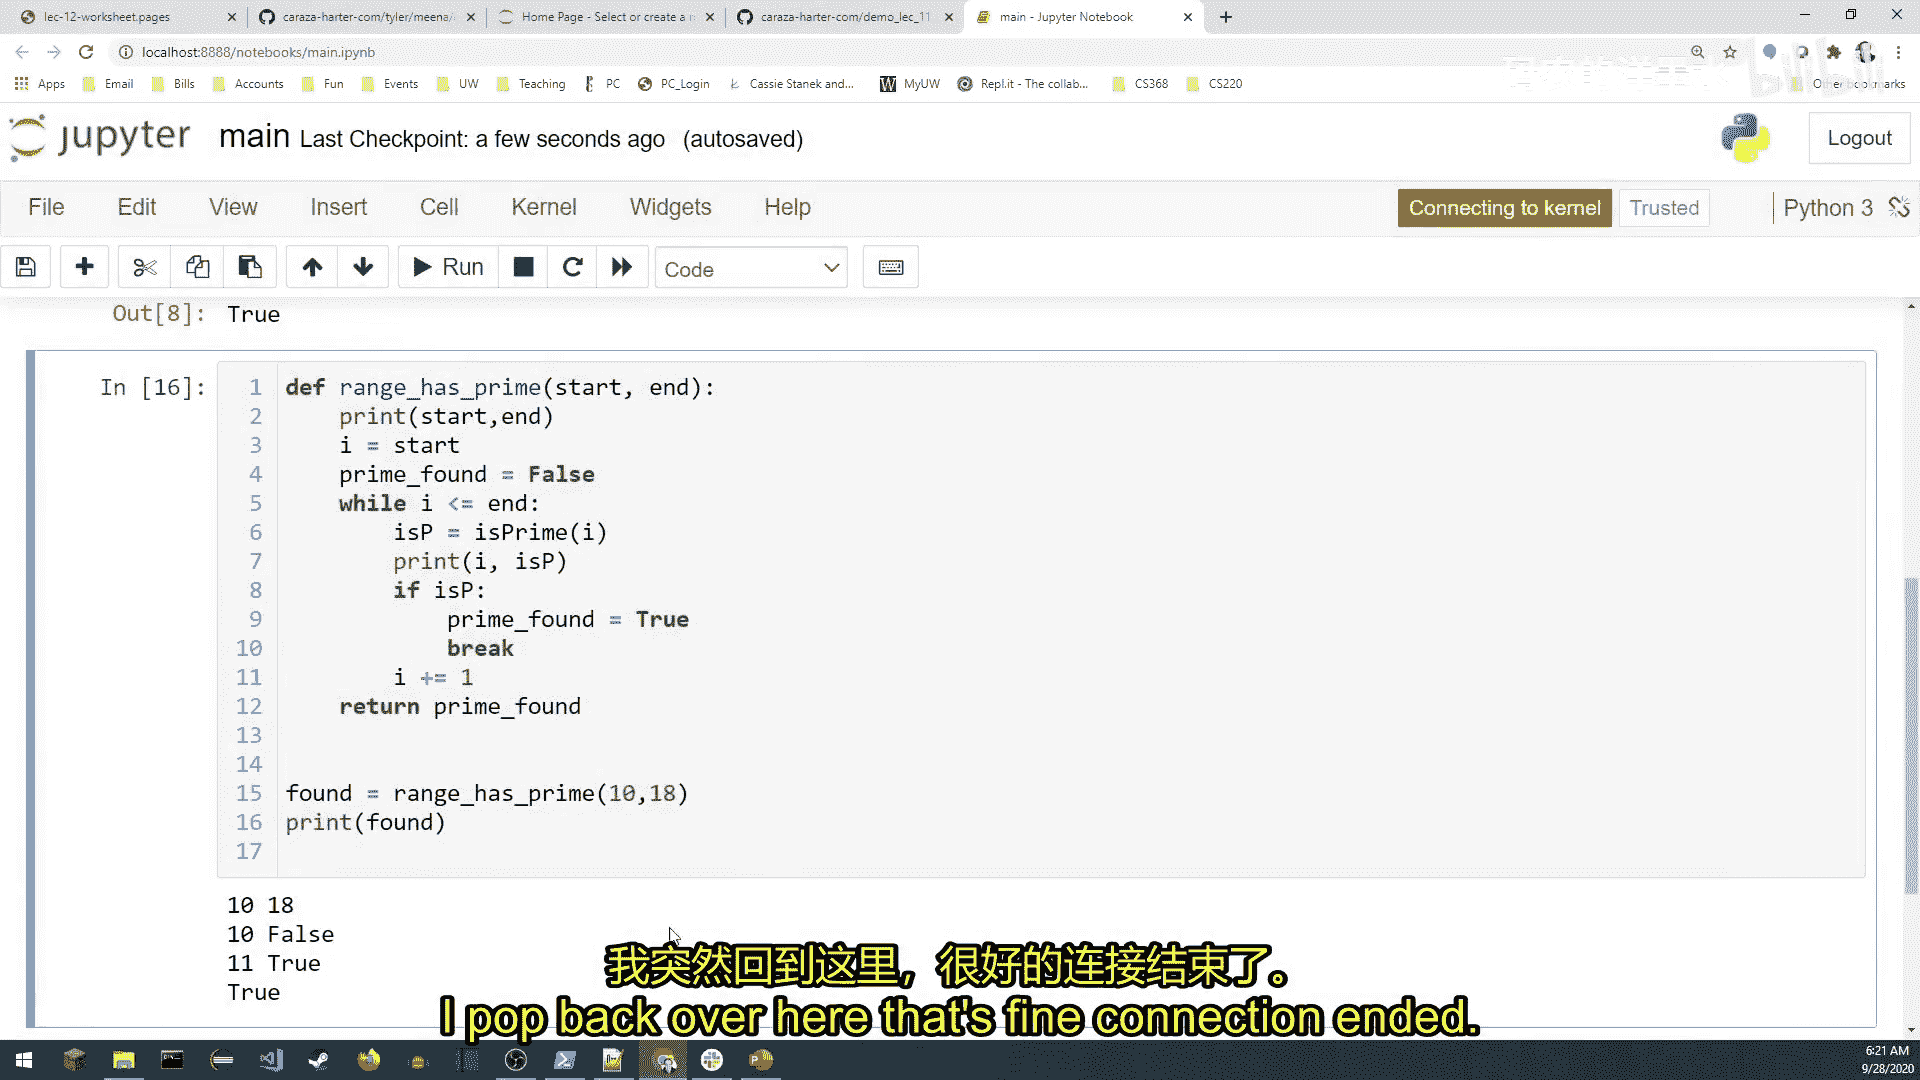 lec-12-worksheet.pages
caraza-harter.com/tyler/meena/
Home Page - Select or create a n
caraza-harter.com/demo_lec_11
main - Jupyter Notebook
localhost:8888/notebooks/main.ipynb
Apps Email Bills Accounts Fun Events UW Teaching PC PC_Login Cassie Stanek and... MyUW Repl.it - The collab... CS368 CS220 Other bookmarks
jupyter main Last Checkpoint: a few seconds ago (autosaved)
Logout
File Edit View Insert Cell Kernel Widgets Help
Connecting to kernel Trusted Python 3
Run Code
Out[8]: True
In [16]:
1 def range_has_prime(start, end):
2     print(start,end)
3     i = start
4     prime_found = False
5     while i <= end:
6         isP = isPrime(i)
7         print(i, isP)
8         if isP:
9             prime_found = True
10             break
11         i += 1
12     return prime_found
13
14
15 found = range_has_prime(10,18)
16 print(found)
17
10 18
10 False
11 True
True
我突然回到这里，很好的连接结束了。
I pop back over here that's fine connection ended.
6:21 AM
9/28/2020